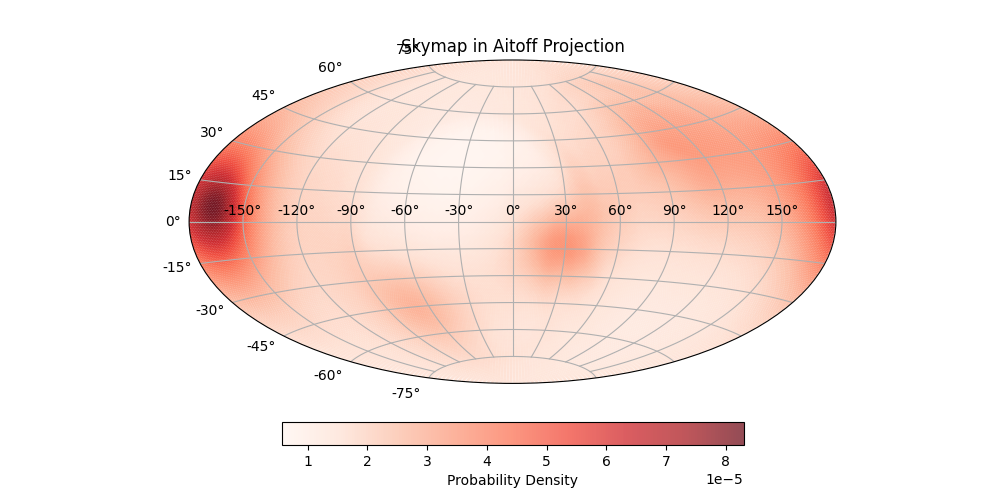 Skymap in Aitoff Projection
75°
60°
45°
30°
15°
-150° -120° -90° -60° -30° 0° 30° 60° 90° 120° 150°
0°
-15°
-30°
-45°
-60°
-75°
1 2 3 4 5 6 7 8
1e−5
Probability Density